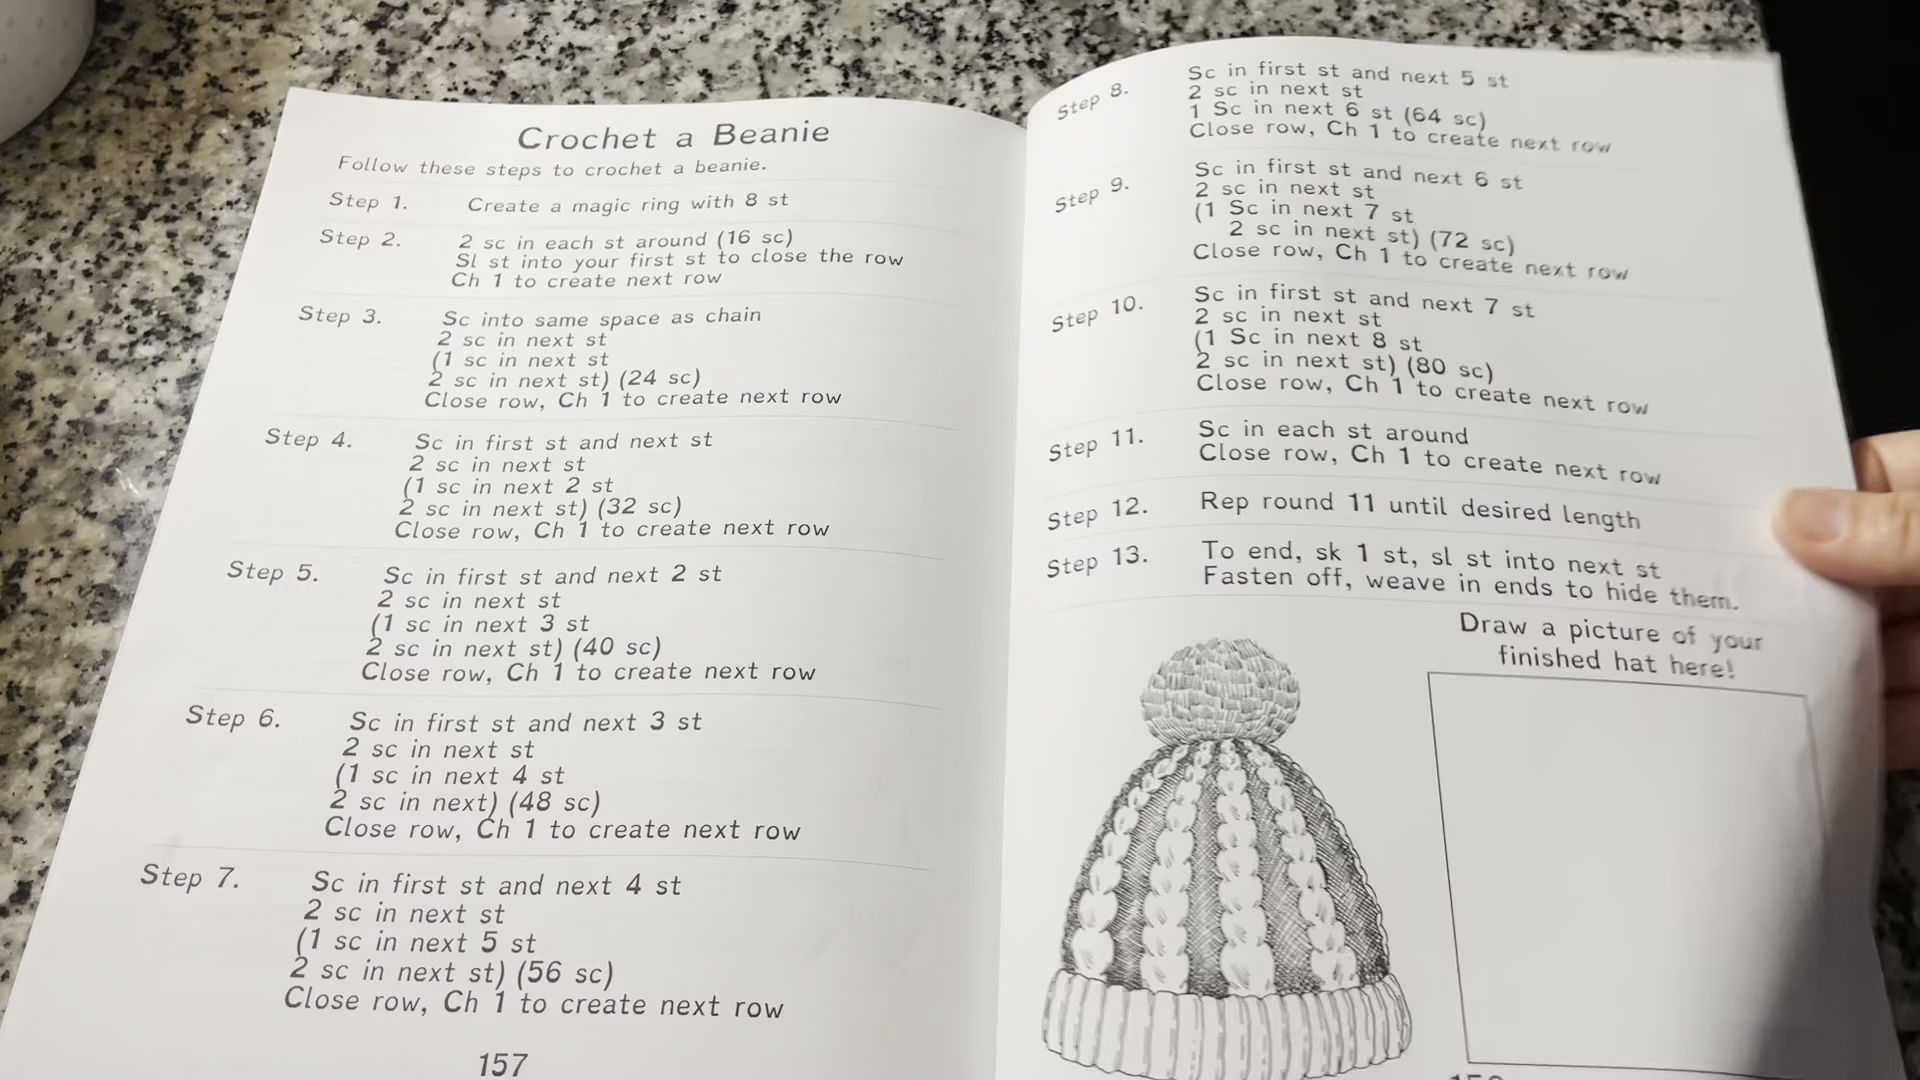 Crochet a Beanie
Follow these steps to crochet a beanie.
Step 1. Create a magic ring with 8 st
Step 2. 2 sc in each st around (16 sc)
Sl st into your first st to close the row
Ch 1 to create next row
Step 3. Sc into same space as chain
2 sc in next st
(1 sc in next st
2 sc in next st) (24 sc)
Close row, Ch 1 to create next row
Step 4. Sc in first st and next st
2 sc in next st
(1 sc in next 2 st
2 sc in next st) (32 sc)
Close row, Ch 1 to create next row
Step 5. Sc in first st and next 2 st
2 sc in next st
(1 sc in next 3 st
2 sc in next st) (40 sc)
Close row, Ch 1 to create next row
Step 6. Sc in first st and next 3 st
2 sc in next st
(1 sc in next 4 st
2 sc in next) (48 sc)
Close row, Ch 1 to create next row
Step 7. Sc in first st and next 4 st
2 sc in next st
(1 sc in next 5 st
2 sc in next st) (56 sc)
Close row, Ch 1 to create next row
157
Step 8. Sc in first st and next 5 st
2 sc in next st
1 Sc in next 6 st (64 sc)
Close row, Ch 1 to create next row
Step 9. Sc in first st and next 6 st
2 sc in next st
(1 Sc in next 7 st
2 sc in next st) (72 sc)
Close row, Ch 1 to create next row
Step 10. Sc in first st and next 7 st
2 sc in next st
(1 Sc in next 8 st
2 sc in next st) (80 sc)
Close row, Ch 1 to create next row
Step 11. Sc in each st around
Close row, Ch 1 to create next row
Step 12. Rep round 11 until desired length
Step 13. To end, sk 1 st, sl st into next st
Fasten off, weave in ends to hide them.
Draw a picture of your
finished hat here!